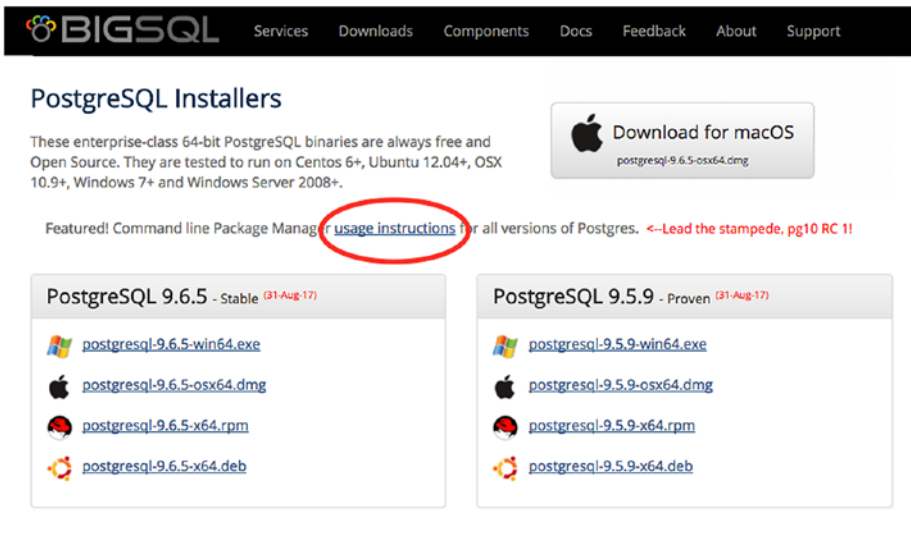 BIGSQL Services Downloads Components Docs Feedback About Support
PostgreSQL Installers
These enterprise-class 64-bit PostgreSQL binaries are always free and
Open Source. They are tested to run on Centos 6+, Ubuntu 12.04+, OSX
10.9+, Windows 7+ and Windows Server 2008+.
Download for macOS
postgresql-9.6.5-osx64.dmg
Featured! Command line Package Manager usage instructions for all versions of Postgres. <--Lead the stampede, pg10 RC 1!
PostgreSQL 9.6.5 - Stable (31-Aug-17)
postgresql-9.6.5-win64.exe
postgresql-9.6.5-osx64.dmg
postgresql-9.6.5-x64.rpm
postgresql-9.6.5-x64.deb
PostgreSQL 9.5.9 - Proven (31-Aug-17)
postgresql-9.5.9-win64.exe
postgresql-9.5.9-osx64.dmg
postgresql-9.5.9-x64.rpm
postgresql-9.5.9-x64.deb